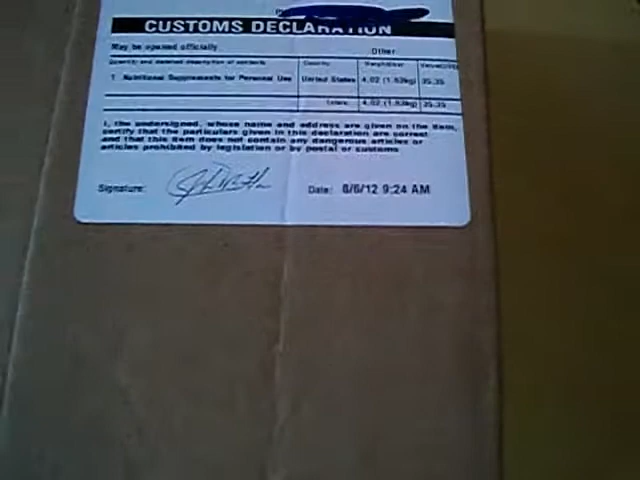 CUSTOMS DECLARATION
May be opened officially Other
Quantity and detailed description of contents Country Weight/Gear Value(USD)
1 Nutritional Supplements for Personal Use United States 4.02 (1.82kg) 35.35
Totals: 4.02 (1.82kg) 35.35
I, the undersigned, whose name and address are given on the item,
certify that the particulars given in this declaration are correct
and that this item does not contain any dangerous articles or
articles prohibited by legislation or by postal or customs
Signature: Date: 8/6/12 9:24 AM